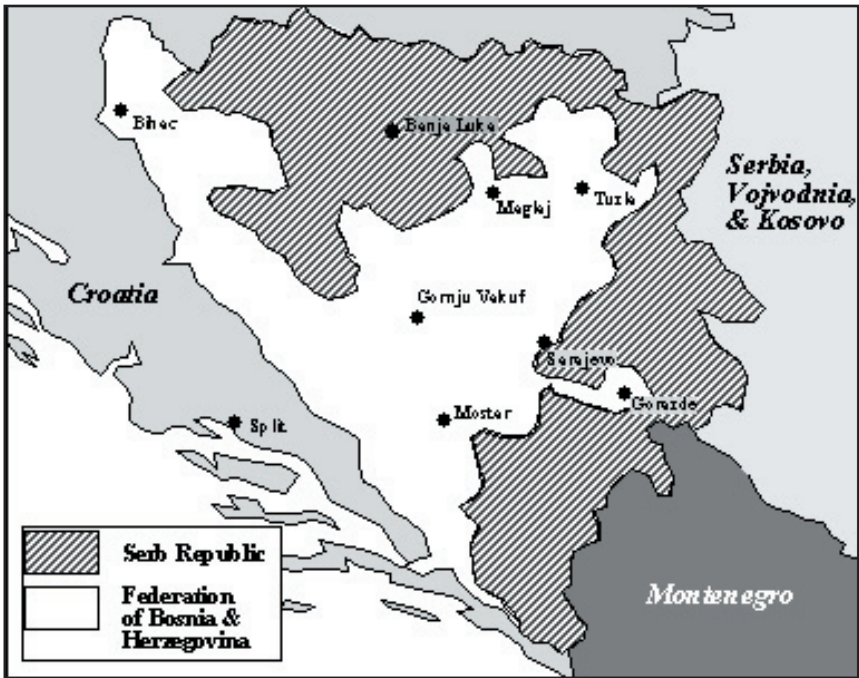 Bihac
Banja Luka
Maglaj
Tuzla
Serbia,
Vojvodnia,
& Kosovo
Croatia
Gornju Vakuf
Sarajevo
Gorazde
Mostar
Split
Serb Republic
Federation
of Bosnia &
Herzegovina
Montenegro